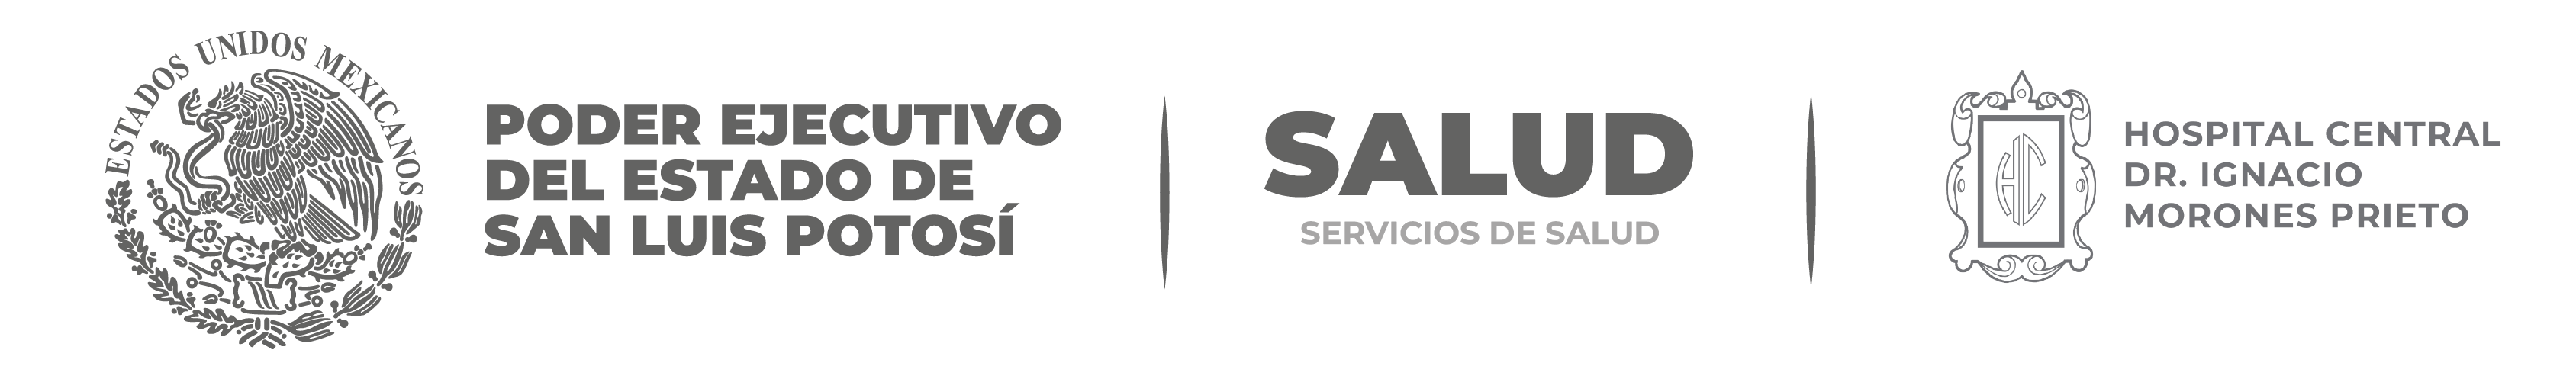 ESTADOS UNIDOS MEXICANOS
PODER EJECUTIVO
DEL ESTADO DE
SAN LUIS POTOSÍ
SALUD
SERVICIOS DE SALUD
HC
HOSPITAL CENTRAL
DR. IGNACIO
MORONES PRIETO